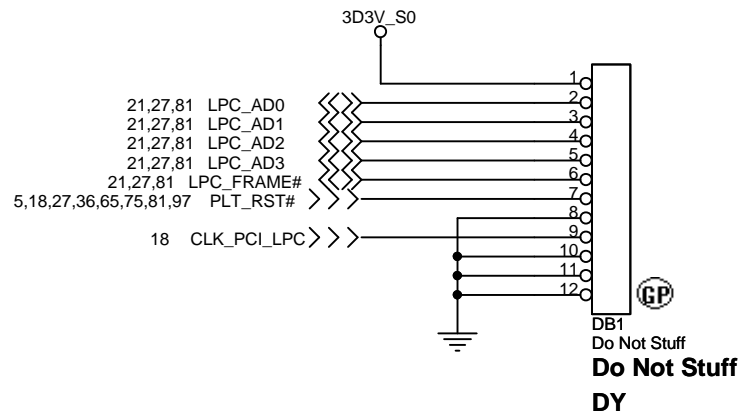 3D3V_S0
1
21,27,81 LPC_AD0 2
21,27,81 LPC_AD1 3
21,27,81 LPC_AD2 4
21,27,81 LPC_AD3 5
21,27,81 LPC_FRAME# 6
5,18,27,36,65,75,81,97 PLT_RST# 7
8
18 CLK_PCI_LPC 9
10
11
12
GP
DB1
Do Not Stuff
Do Not Stuff
DY